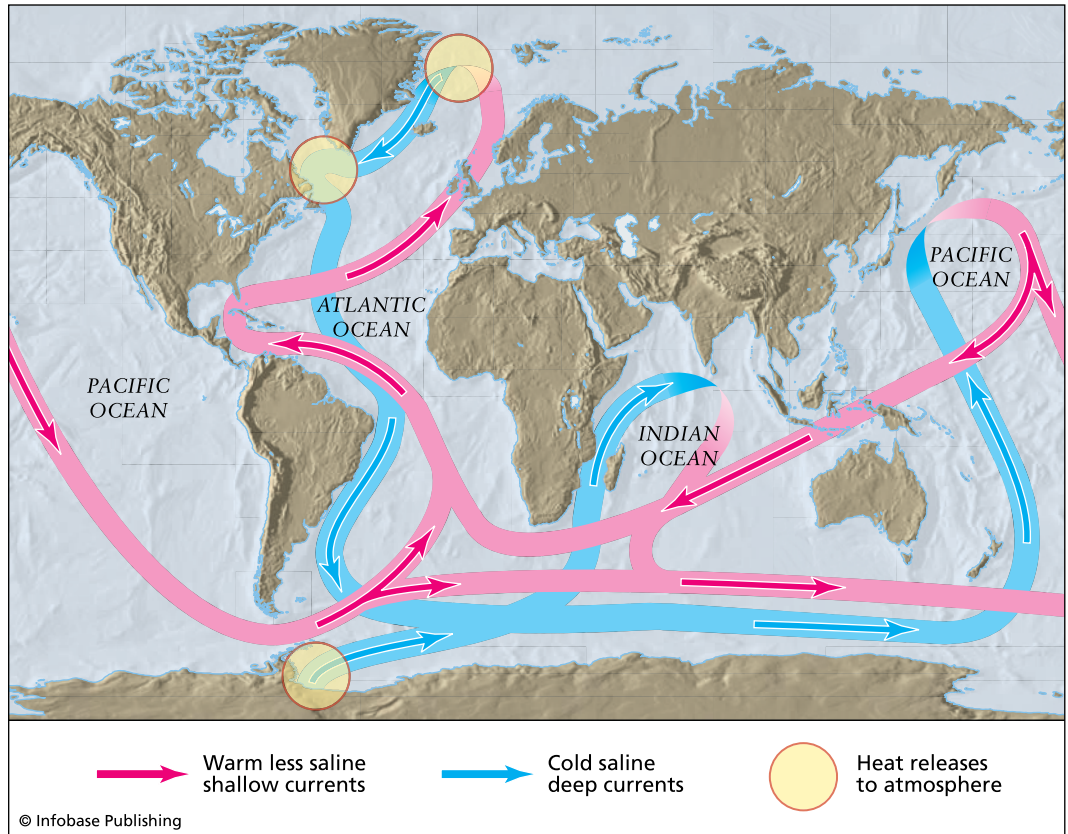 PACIFIC
OCEAN
ATLANTIC
OCEAN
PACIFIC
OCEAN
INDIAN
OCEAN
Warm less saline
shallow currents
Cold saline
deep currents
Heat releases
to atmosphere
© Infobase Publishing